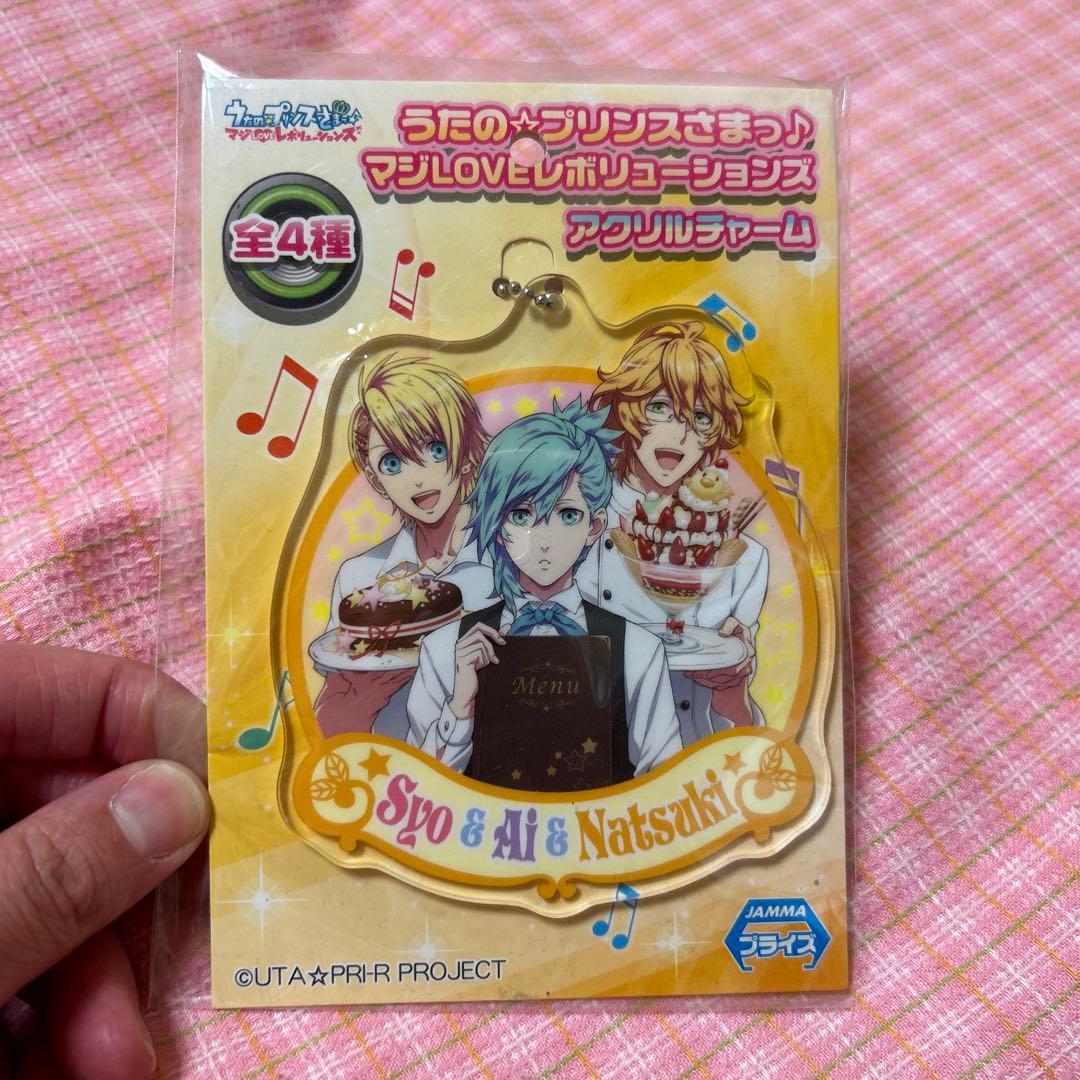 うたの☆プリンスさまっ♪
マジLOVEレボリューションズ
うたの☆プリンスさまっ♪
マジLOVEレボリューションズ
アクリルチャーム
全4種
Menu
Syo & Ai & Natsuki
JAMMA
プライズ
©UTA☆PRI-R PROJECT